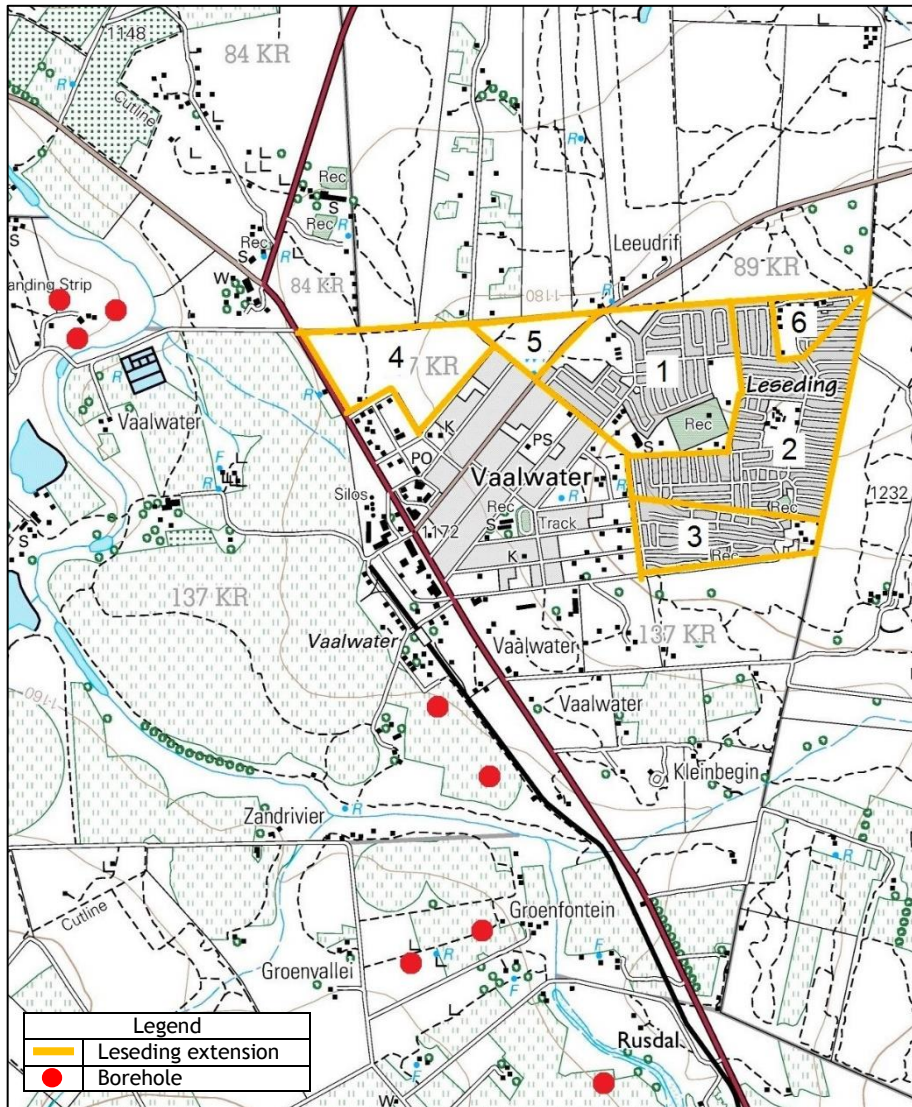 1148
84 KR
Cutline
R
R
Rec
S
Rec
R
Rec
S
R
Leeudrift
89 KR
W
84 KR
1180
R
S
anding Strip
4
7 KR
5
6
1
Leseding
R
R
Vaalwater
K
Rec
2
F
PO
PS
S
Vaalwater
R
R
R
Silos
Rec
S
Track
Rec
1232
S
1172
3
K
Rec
137 KR
137 KR
Vaalwater
Vaalwater
1160
Vaalwater
Kleinbegin
R
Zandrivier
R
Cutline
Groenfontein
R
F
Groenvallei
F
Rusdal
F
W
Legend
Leseding extension
Borehole